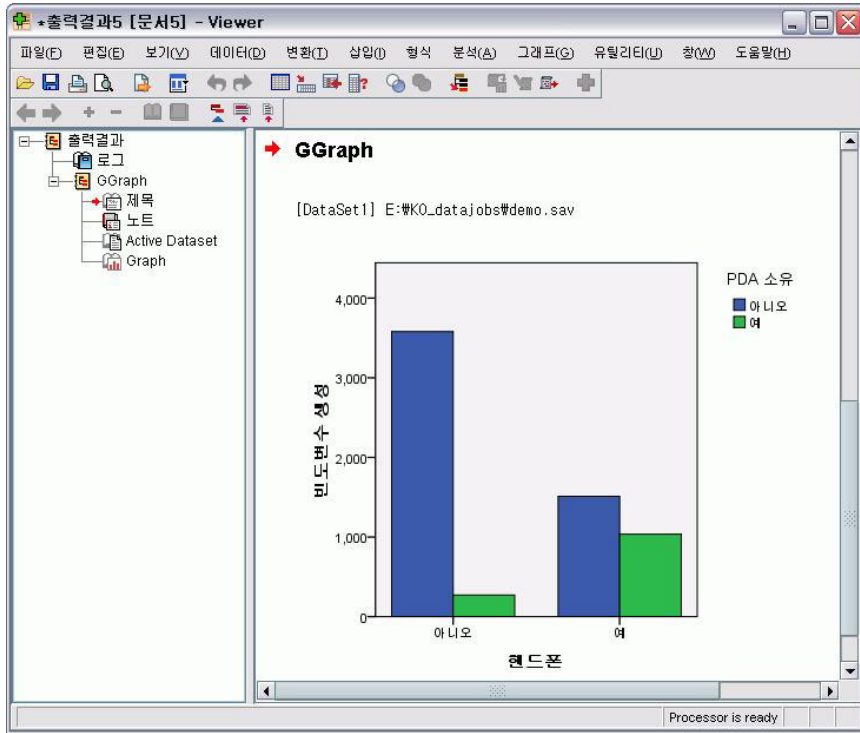 *출력결과5 [문서5] - Viewer
파일(F) 편집(E) 보기(V) 데이터(D) 변환(T) 삽입(I) 형식 분석(A) 그래프(G) 유틸리티(U) 창(W) 도움말(H)
출력결과
로그
GGraph
제목
노트
Active Dataset
Graph
GGraph
[DataSet1] E:₩KO_datajobs₩demo.sav
PDA 소유
아니오
예
4,000
3,000
2,000
1,000
0
빈도변수 생성
아니오 예
핸드폰
Processor is ready